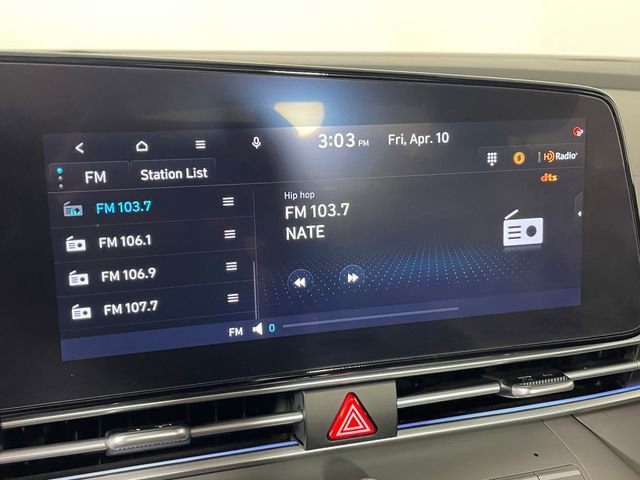 3:03 PM Fri, Apr. 10
FM Station List
HD Radio
dts
FM 103.7
FM 106.1
FM 106.9
FM 107.7
Hip hop
FM 103.7
NATE
FM 0